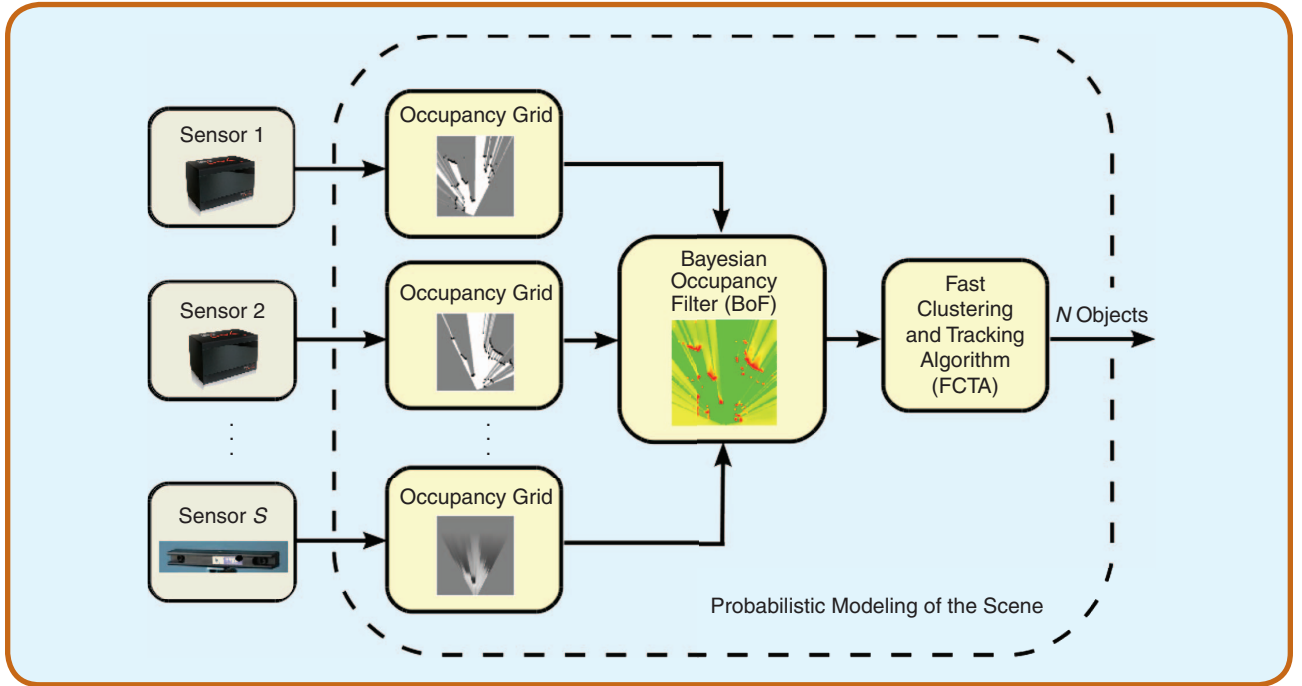 Sensor 1
Occupancy Grid
Sensor 2
Occupancy Grid
Bayesian
Occupancy
Filter (BoF)
Fast
Clustering
and Tracking
Algorithm
(FCTA)
N Objects
Sensor S
Occupancy Grid
Probabilistic Modeling of the Scene